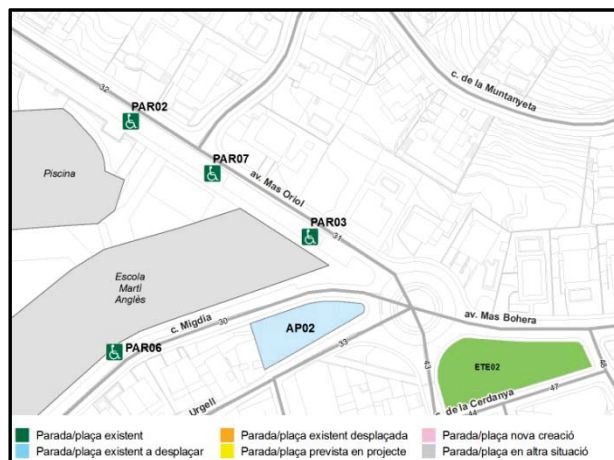 c. de la Muntanyeta
32
PAR02
PAR07
Piscina
av. Mas Oriol
PAR03
31
Escola
Martí
Anglès
c. Migdia
30
AP02
av. Mas Bohera
33
PAR06
43
ETE02
48
Urgell
de la Cerdanya
44
47
Parada/plaça existent
Parada/plaça existent desplaçada
Parada/plaça nova creació
Parada/plaça existent a desplaçar
Parada/plaça prevista en projecte
Parada/plaça en altra situació